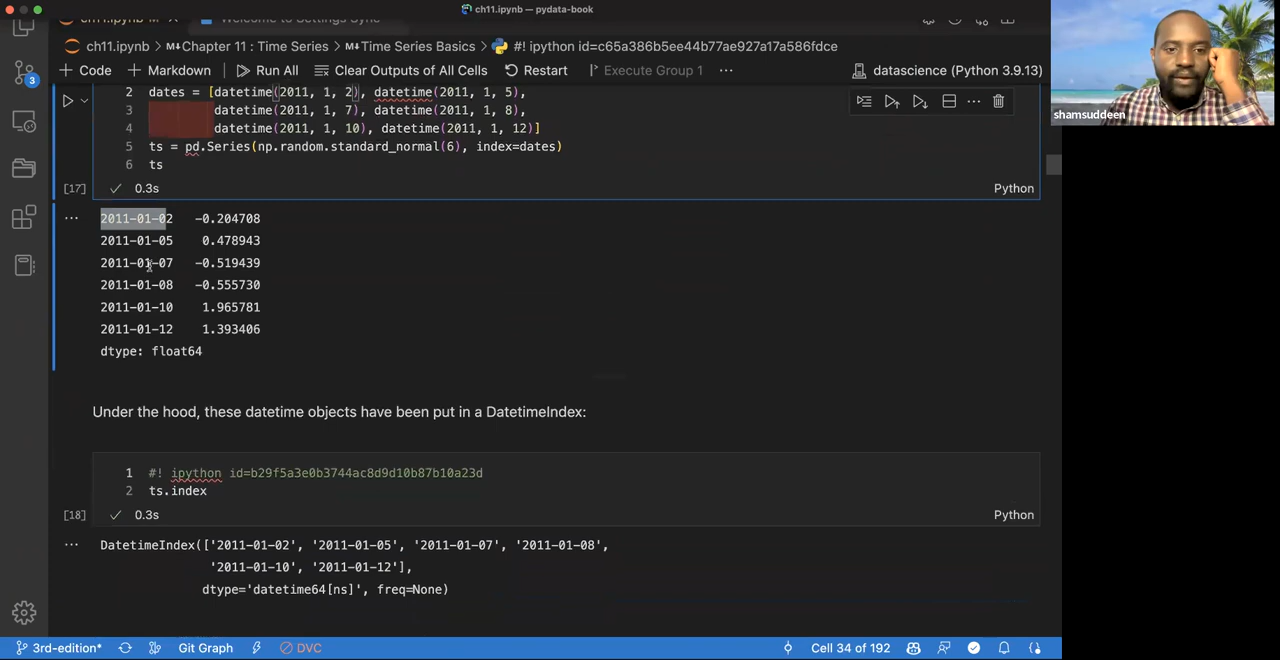 ch11.ipynb — pydata-book
ch11.ipynb
Welcome to Settings Sync
ch11.ipynb > M↓Chapter 11 : Time Series > M↓Time Series Basics > #! ipython id=c65a386b5ee44b77ae927a17a586fdce
+ Code + Markdown Run All Clear Outputs of All Cells Restart Execute Group 1 ... datascience (Python 3.9.13)
2 dates = [datetime(2011, 1, 2), datetime(2011, 1, 5),
3 datetime(2011, 1, 7), datetime(2011, 1, 8),
4 datetime(2011, 1, 10), datetime(2011, 1, 12)]
5 ts = pd.Series(np.random.standard_normal(6), index=dates)
6 ts
[17] 0.3s Python
2011-01-02 -0.204708
2011-01-05 0.478943
2011-01-07 -0.519439
2011-01-08 -0.555730
2011-01-10 1.965781
2011-01-12 1.393406
dtype: float64
Under the hood, these datetime objects have been put in a DatetimeIndex:
1 #! ipython id=b29f5a3e0b3744ac8d9d10b87b10a23d
2 ts.index
[18] 0.3s Python
DatetimeIndex(['2011-01-02', '2011-01-05', '2011-01-07', '2011-01-08',
'2011-01-10', '2011-01-12'],
dtype='datetime64[ns]', freq=None)
3
3rd-edition* Git Graph DVC Cell 34 of 192
shamsuddeen